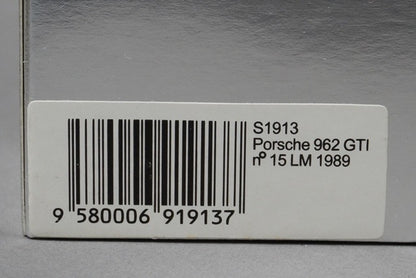 S1913
Porsche 962 GTI
nº 15 LM 1989
9 580006 919137